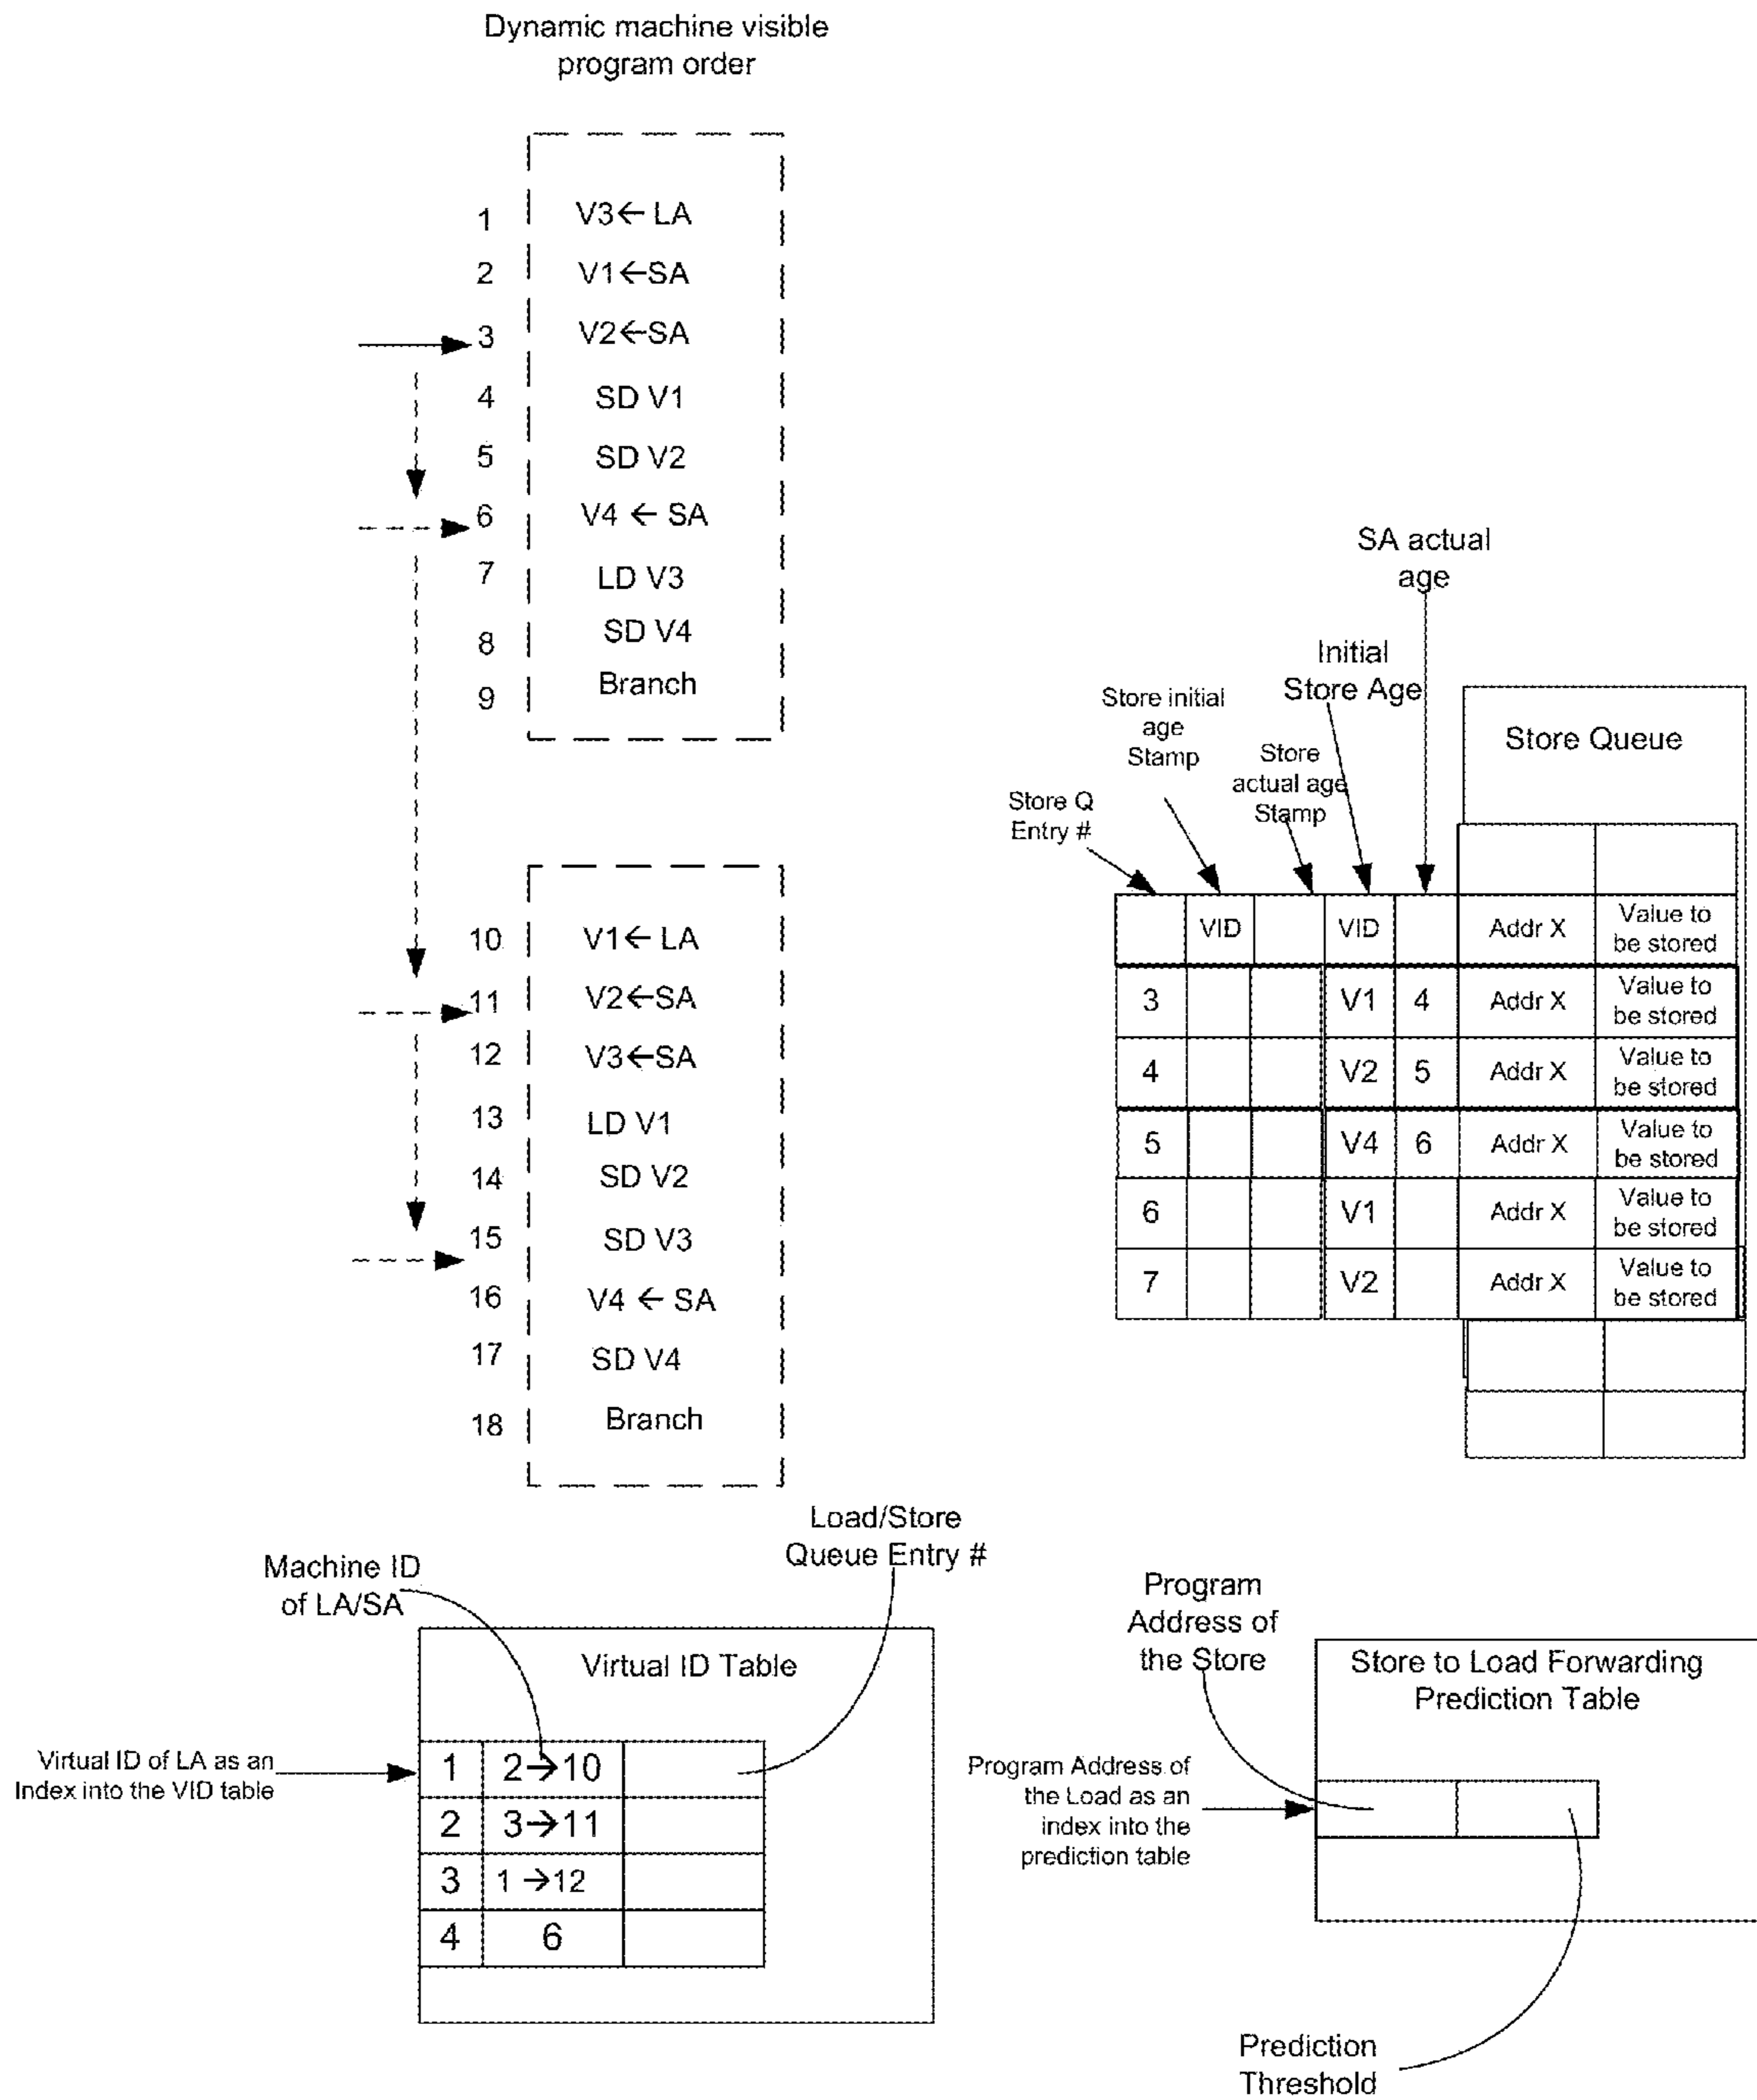 Dynamic machine visible
program order
1 V3← LA
2 V1←SA
3 V2←SA
4 SD V1
5 SD V2
6 V4 ← SA
7 LD V3
8 SD V4
9 Branch
10 V1← LA
11 V2←SA
12 V3←SA
13 LD V1
14 SD V2
15 SD V3
16 V4 ← SA
17 SD V4
18 Branch
SA actual
age
Initial
Store Age
Store initial
age
Stamp
Store
actual age
Stamp
Store Q
Entry #
Store Queue
VID VID Addr X Value to
be stored
3 V1 4 Addr X Value to
be stored
4 V2 5 Addr X Value to
be stored
5 V4 6 Addr X Value to
be stored
6 V1 Addr X Value to
be stored
7 V2 Addr X Value to
be stored
Load/Store
Queue Entry #
Machine ID
of LA/SA
Virtual ID Table
Virtual ID of LA as an
Index into the VID table
1 2→10
2 3→11
3 1 →12
4 6
Program
Address of
the Store
Store to Load Forwarding
Prediction Table
Program Address of
the Load as an
index into the
prediction table
Prediction
Threshold